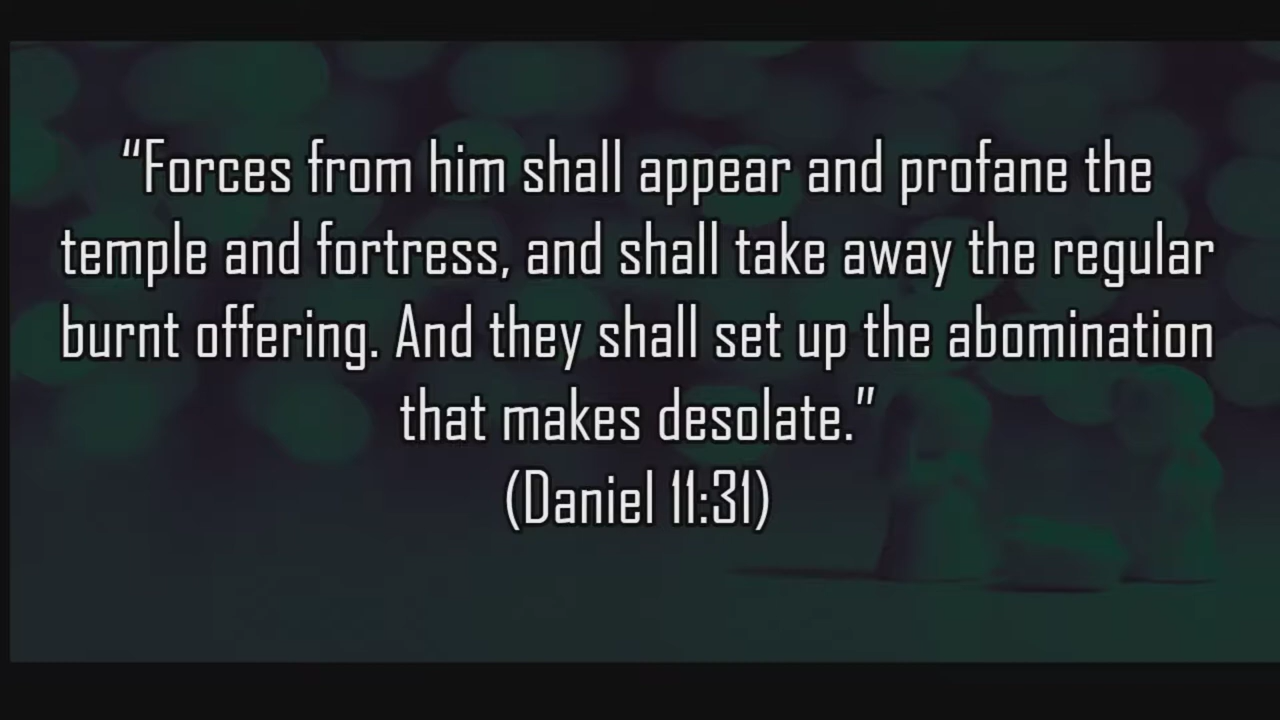 “Forces from him shall appear and profane the
temple and fortress, and shall take away the regular
burnt offering. And they shall set up the abomination
that makes desolate.”
(Daniel 11:31)